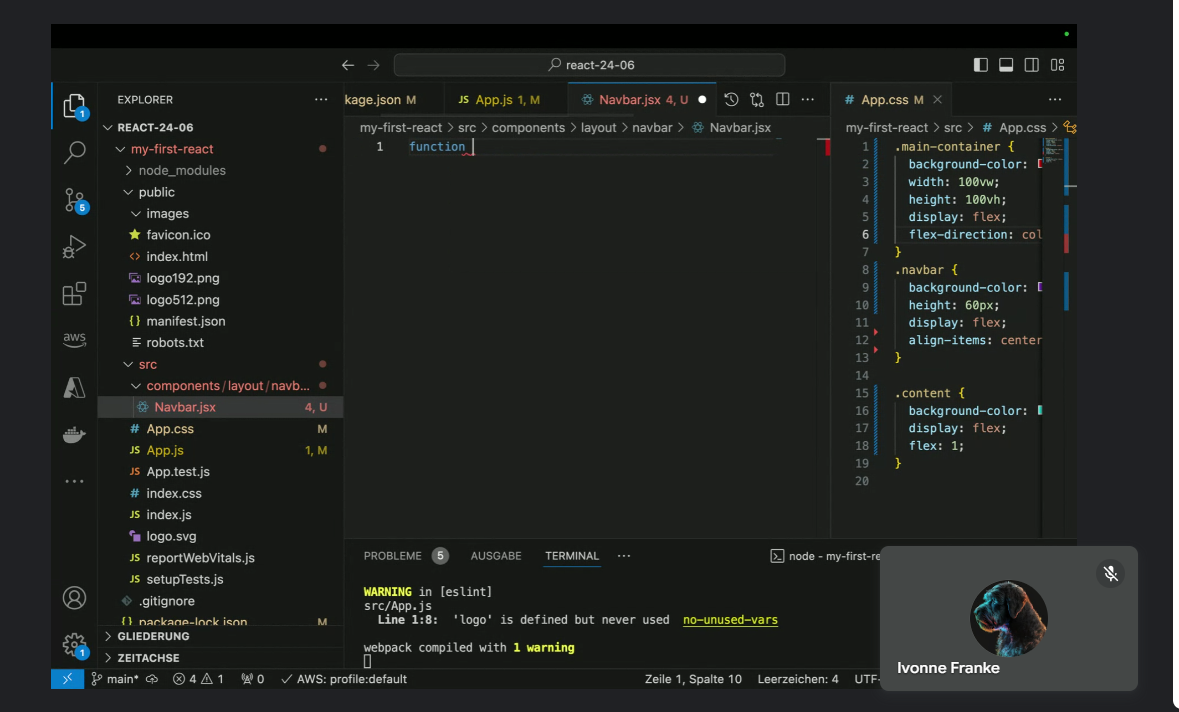 react-24-06
EXPLORER
REACT-24-06
my-first-react
node_modules
public
images
favicon.ico
index.html
logo192.png
logo512.png
manifest.json
robots.txt
src
components/layout/navb...
Navbar.jsx 4, U
App.css M
App.js 1, M
App.test.js
index.css
index.js
logo.svg
reportWebVitals.js
setupTests.js
.gitignore
package-lock.json M
GLIEDERUNG
ZEITACHSE
1
5
aws
1
kage.json M
JS App.js 1, M
Navbar.jsx 4, U
my-first-react > src > components > layout > navbar > Navbar.jsx
1 function
# App.css M
my-first-react > src > # App.css >
1 .main-container {
2 background-color:
3 width: 100vw;
4 height: 100vh;
5 display: flex;
6 flex-direction: col
7 }
8 .navbar {
9 background-color:
10 height: 60px;
11 display: flex;
12 align-items: center
13 }
14
15 .content {
16 background-color:
17 display: flex;
18 flex: 1;
19 }
20
PROBLEME 5 AUSGABE TERMINAL ... node - my-first-re
WARNING in [eslint]
src/App.js
Line 1:8: 'logo' is defined but never used no-unused-vars
webpack compiled with 1 warning
main* 4 1 0 AWS: profile:default Zeile 1, Spalte 10 Leerzeichen: 4 UTF-
Ivonne Franke